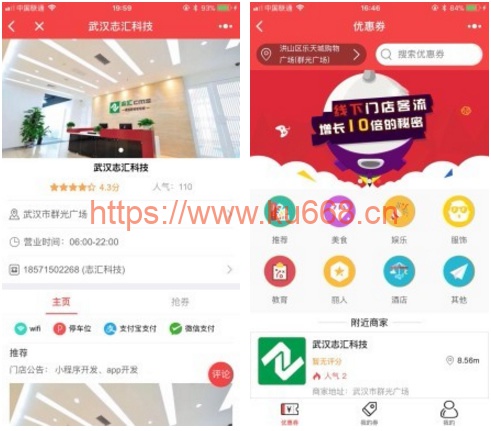 中国联通
19:59
93%
武汉志汇科技
志汇科技
武汉志汇科技
4.3分
人气：110
武汉市群光广场
营业时间：06:00-22:00
18571502268 (志汇科技)
主页
抢券
wifi
停车位
支付宝支付
微信支付
推荐
门店公告：小程序开发、app开发
评论
中国联通
16:46
64%
优惠券
洪山区乐天城购物
广场(群光广场)
搜索优惠券
线下门店客流
增长10倍的秘密
推荐
美食
娱乐
服饰
教育
丽人
酒店
其他
附近商家
武汉志汇科技
暂无评分
8.56m
人气 2
商家地址：武汉市群光广场
优惠券
我的券
我的